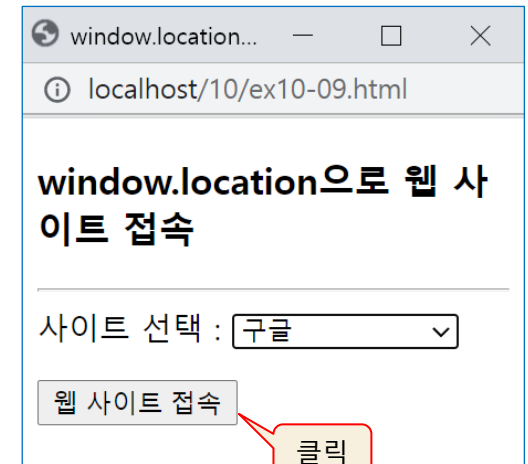 window.location...
localhost/10/ex10-09.html
window.location으로 웹 사
이트 접속
사이트 선택 : 구글
웹 사이트 접속
클릭